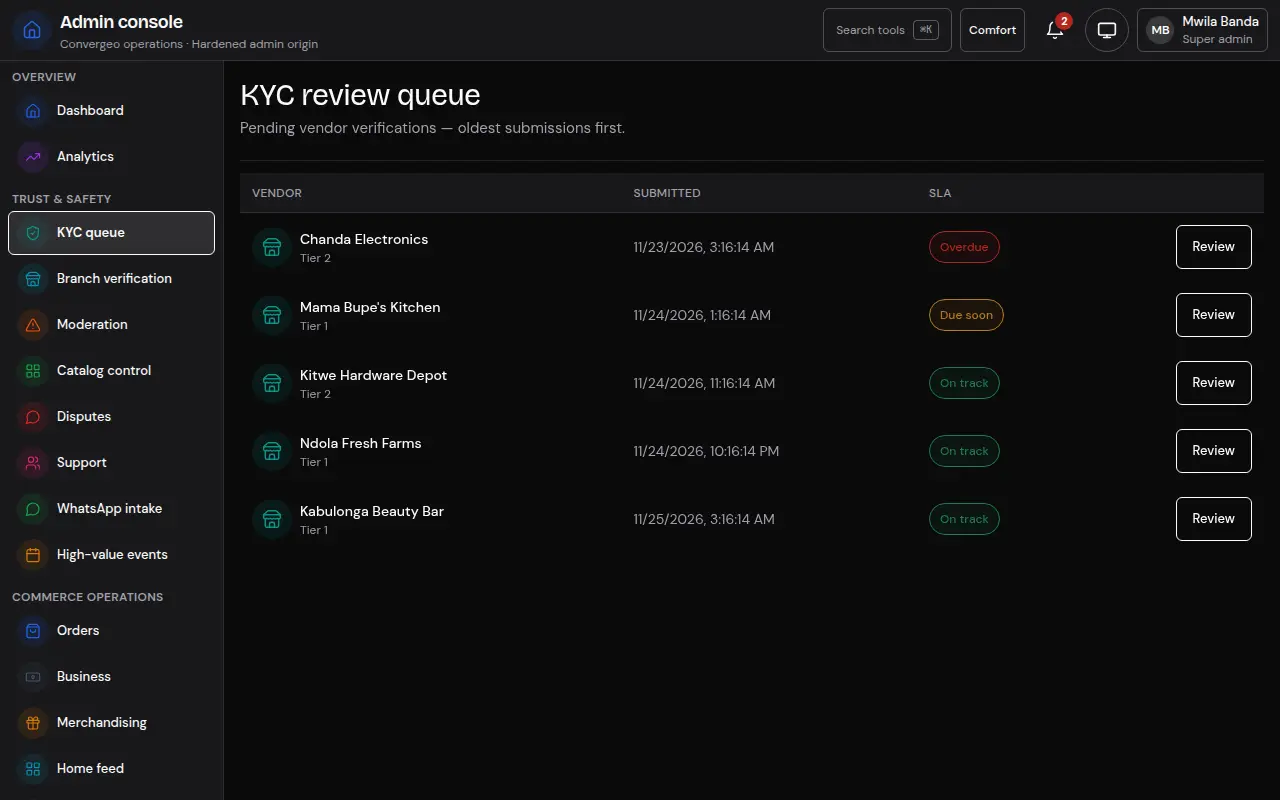 Admin console
Convergeo operations · Hardened admin origin
Search tools ⌘K
Comfort
2
MB
Mwila Banda
Super admin
OVERVIEW
Dashboard
Analytics
TRUST & SAFETY
KYC queue
Branch verification
Moderation
Catalog control
Disputes
Support
WhatsApp intake
High-value events
COMMERCE OPERATIONS
Orders
Business
Merchandising
Home feed
KYC review queue
Pending vendor verifications — oldest submissions first.
VENDOR SUBMITTED SLA
Chanda Electronics
Tier 2
11/23/2026, 3:16:14 AM
Overdue
Review
Mama Bupe's Kitchen
Tier 1
11/24/2026, 1:16:14 AM
Due soon
Review
Kitwe Hardware Depot
Tier 2
11/24/2026, 11:16:14 AM
On track
Review
Ndola Fresh Farms
Tier 1
11/24/2026, 10:16:14 PM
On track
Review
Kabulonga Beauty Bar
Tier 1
11/25/2026, 3:16:14 AM
On track
Review